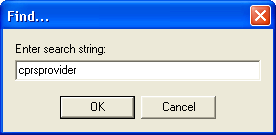 Find...
Enter search string:
cprsprovider
OK Cancel